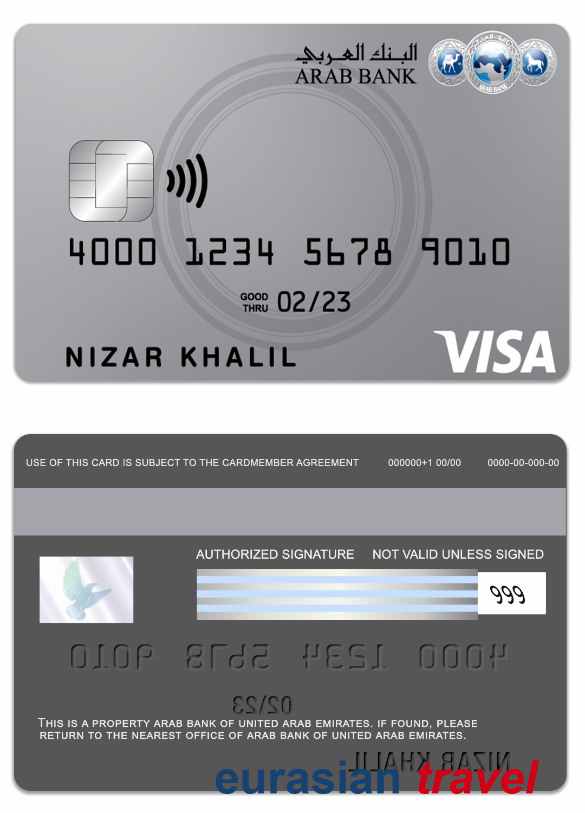 البنك العربي
ARAB BANK
ARAB BANK
4000 1234 5678 9010
GOOD THRU 02/23
NIZAR KHALIL
VISA
USE OF THIS CARD IS SUBJECT TO THE CARDMEMBER AGREEMENT 000000+1 00/00 0000-00-000-00
AUTHORIZED SIGNATURE NOT VALID UNLESS SIGNED
999
4000 1234 5678 9010
02/23
THIS IS A PROPERTY ARAB BANK OF UNITED ARAB EMIRATES. IF FOUND, PLEASE
RETURN TO THE NEAREST OFFICE OF ARAB BANK OF UNITED ARAB EMIRATES.
NIZAR KHALIL
eurasian travel